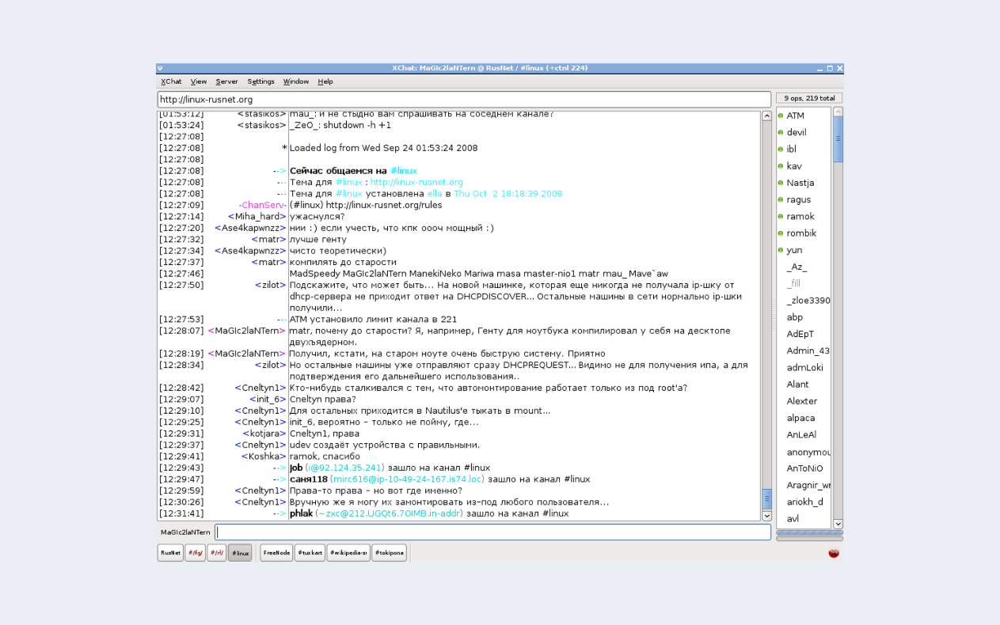 XChat: MaGIc2laNTern @ RusNet / #linux (+ctnl 224)
XChat View Server Settings Window Help
http://linux-rusnet.org
9 ops, 219 total
[01:53:12] <stasikos> mau_: и не стыдно вам спрашивать на соседнем канале?
[01:53:24] <stasikos> _ZeO_: shutdown -h +1
[12:27:08]
[12:27:08] * Loaded log from Wed Sep 24 01:53:24 2008
[12:27:08]
[12:27:08] --> Сейчас общаемся на #linux
[12:27:08] --- Тема для #linux : http://linux-rusnet.org
[12:27:08] --- Тема для #linux установлена ella в Thu Oct 2 18:18:39 2008
[12:27:09] -ChanServ- (#linux) http://linux-rusnet.org/rules
[12:27:14] <Miha_hard> ужаснулся?
[12:27:20] <Ase4kapwnzz> нии :) если учесть, что кпк оооч мощный :)
[12:27:32] <matr> лучше генту
[12:27:34] <Ase4kapwnzz> чисто теоретически)
[12:27:37] <matr> компилять до старости
[12:27:46] MadSpeedy MaGIc2laNTern ManekiNeko Mariwa masa master-nio1 matr mau_ Mave`aw
[12:27:50] <zilot> Подскажите, что может быть... На новой машинке, которая еще никогда не получала ip-шку от
dhcp-сервера не приходит ответ на DHCPDISCOVER... Остальные машины в сети нормально ip-шки
получили...
[12:27:53] --- ATM установило лимит канала в 221
[12:28:07] <MaGIc2laNTern> matr, почему до старости? Я, например, Генту для ноутбука компилировал у себя на десктопе
двухъядерном.
[12:28:19] <MaGIc2laNTern> Получил, кстати, на старом ноуте очень быструю систему. Приятно
[12:28:34] <zilot> Но остальные машины уже отправляют сразу DHCPREQUEST... Видимо не для получения ипа, а для
подтверждения его дальнейшего использования..
[12:28:42] <Cneltyn1> Кто-нибудь сталкивался с тем, что автомонтирование работает только из под root'а?
[12:29:07] <init_6> Cneltyn права?
[12:29:10] <Cneltyn1> Для остальных приходится в Nautilus'е тыкать в mount...
[12:29:25] <Cneltyn1> init_6, вероятно - только не пойму, где...
[12:29:31] <kotjara> Cneltyn1, права
[12:29:37] <Cneltyn1> udev создаёт устройства с правильными.
[12:29:41] <Koshka> ramok, спасибо
[12:29:43] --> Job (i@92.124.35.241) зашло на канал #linux
[12:29:47] --> саня118 (mirc616@ip-10-49-24-167.is74.loc) зашло на канал #linux
[12:29:59] <Cneltyn1> Права-то права - но вот где именно?
[12:30:26] <Cneltyn1> Вручную же я могу их замонтировать из-под любого пользователя...
[12:31:41] --> phlak (~zxc@212.UGQt6.7OIMB.in-addr) зашло на канал #linux
ATM
devil
ibl
kav
Nastja
ragus
ramok
rombik
yun
_Az_
_fill
_zloe3390
abp
AdEpT
Admin_43
admLoki
Alant
Alexter
alpaca
AnLeAl
anonymou
AnToNiO
Aragnir_wr
ariokh_d
avl
MaGIc2laNTern
RusNet #/fg/ #/rf/ #linux FreeNode #tuxkart #wikipedia-sr #tokipona